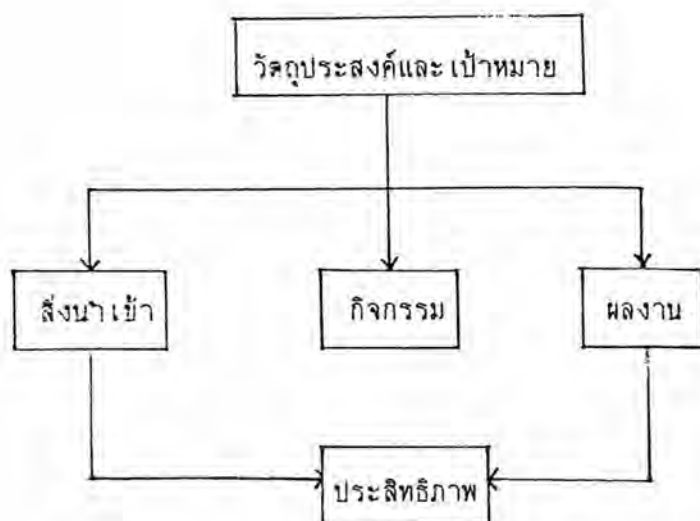 วัตถุประสงค์และเป้าหมาย
สิ่งนำเข้า
กิจกรรม
ผลงาน
ประสิทธิภาพ